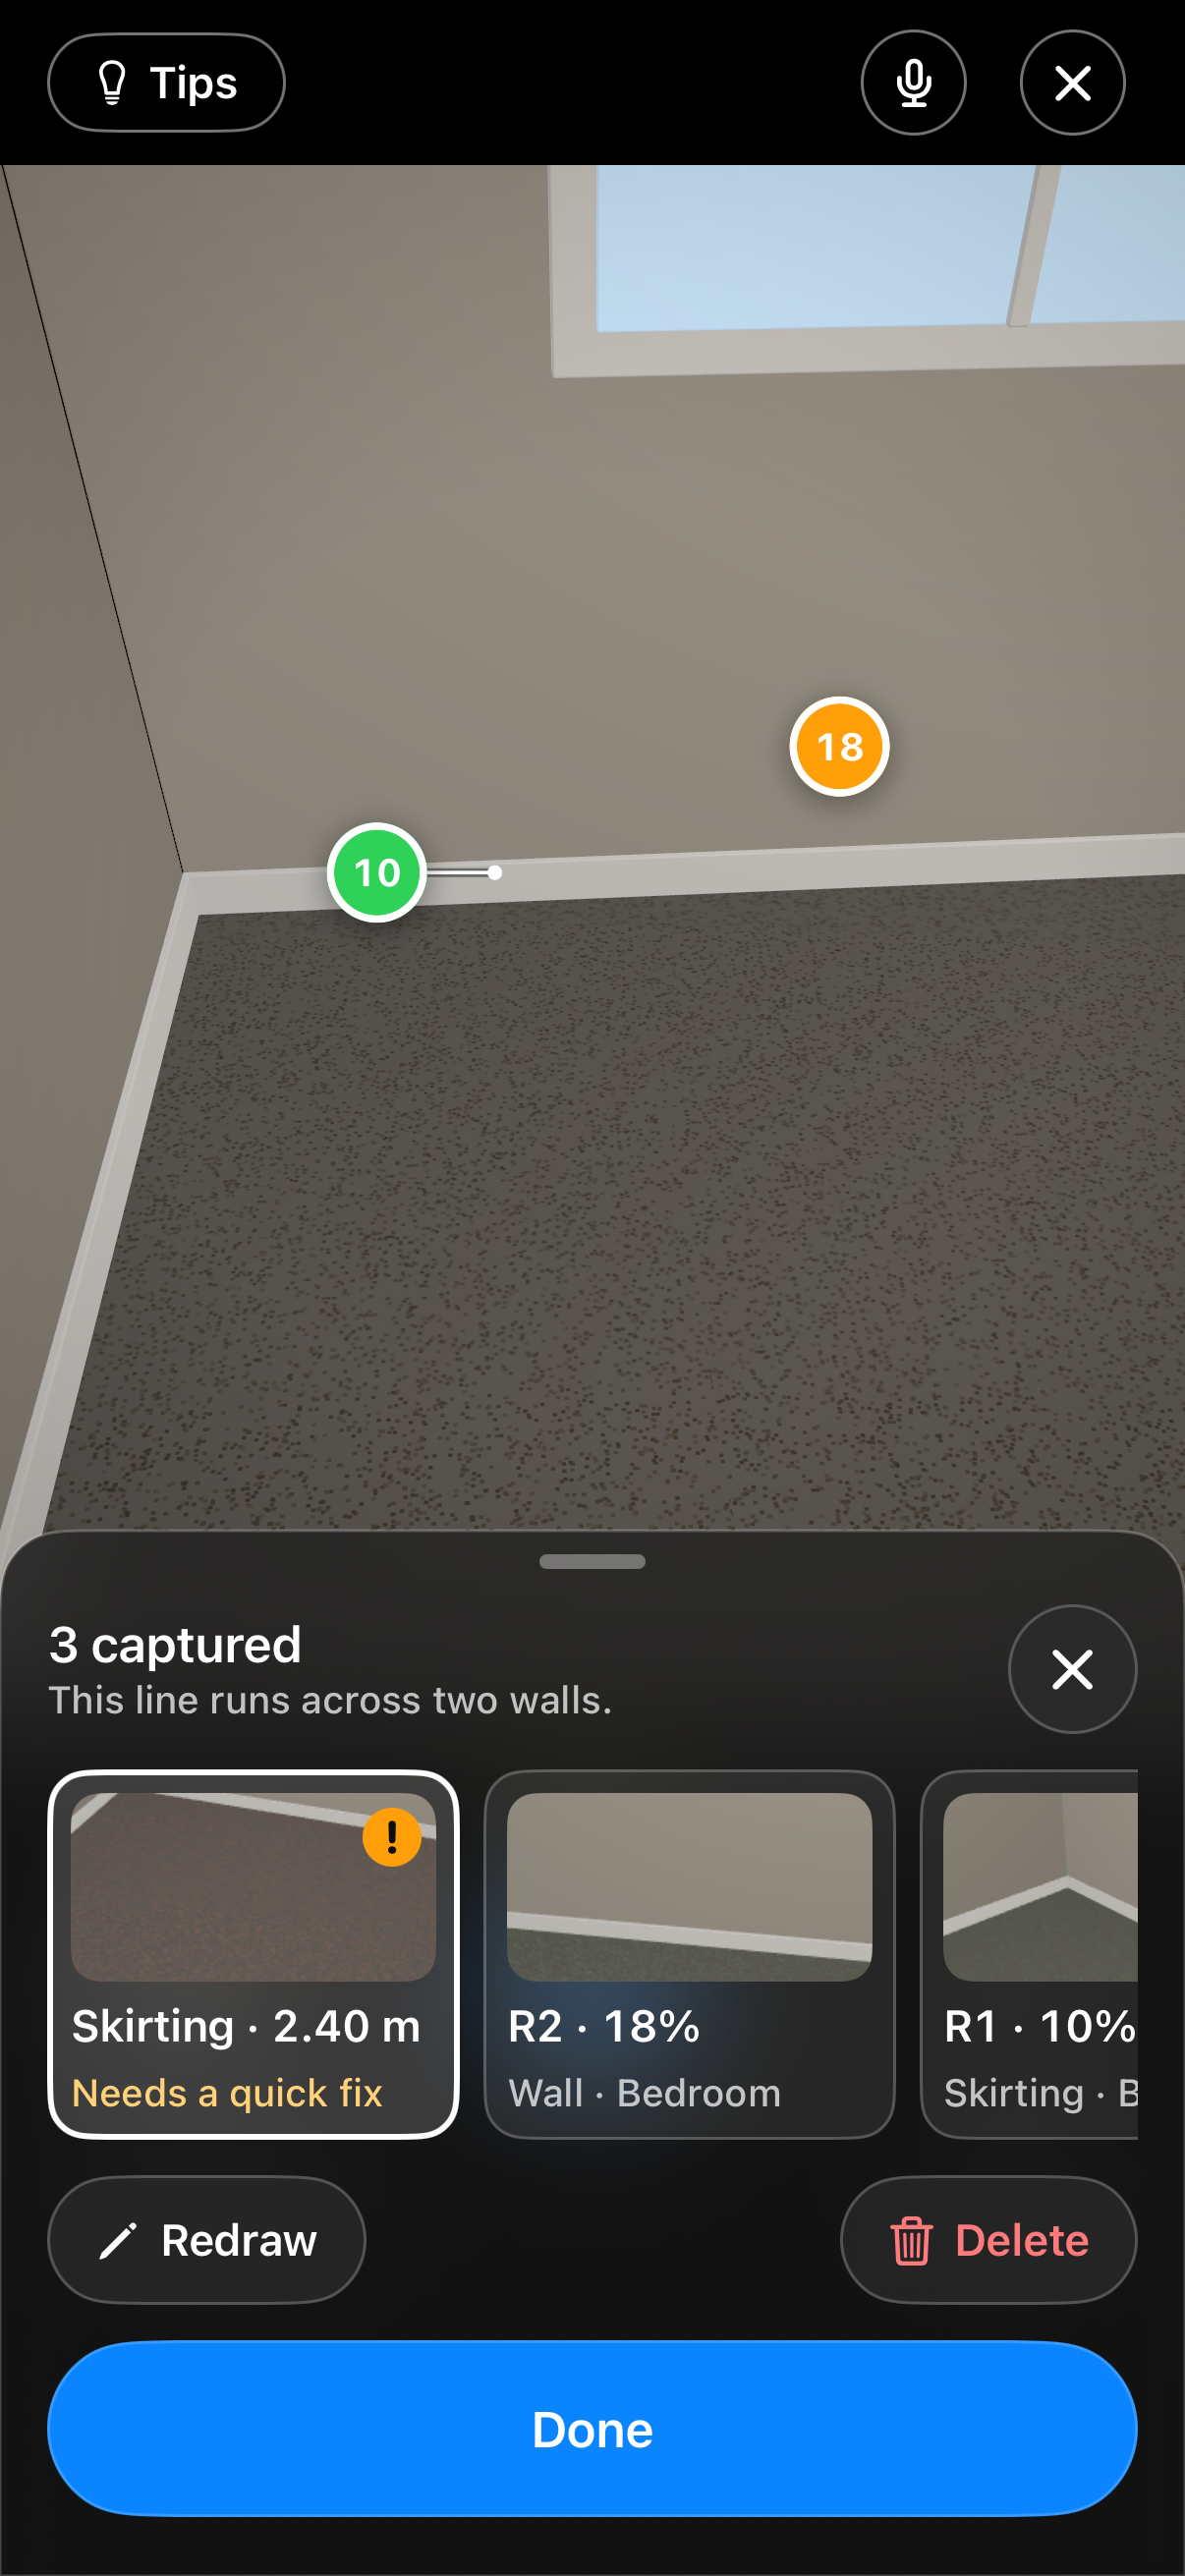 Tips
18
10
3 captured
This line runs across two walls.
!
Skirting · 2.40 m
Needs a quick fix
R2 · 18%
Wall · Bedroom
R1 · 10%
Skirting · B
Redraw
Delete
Done